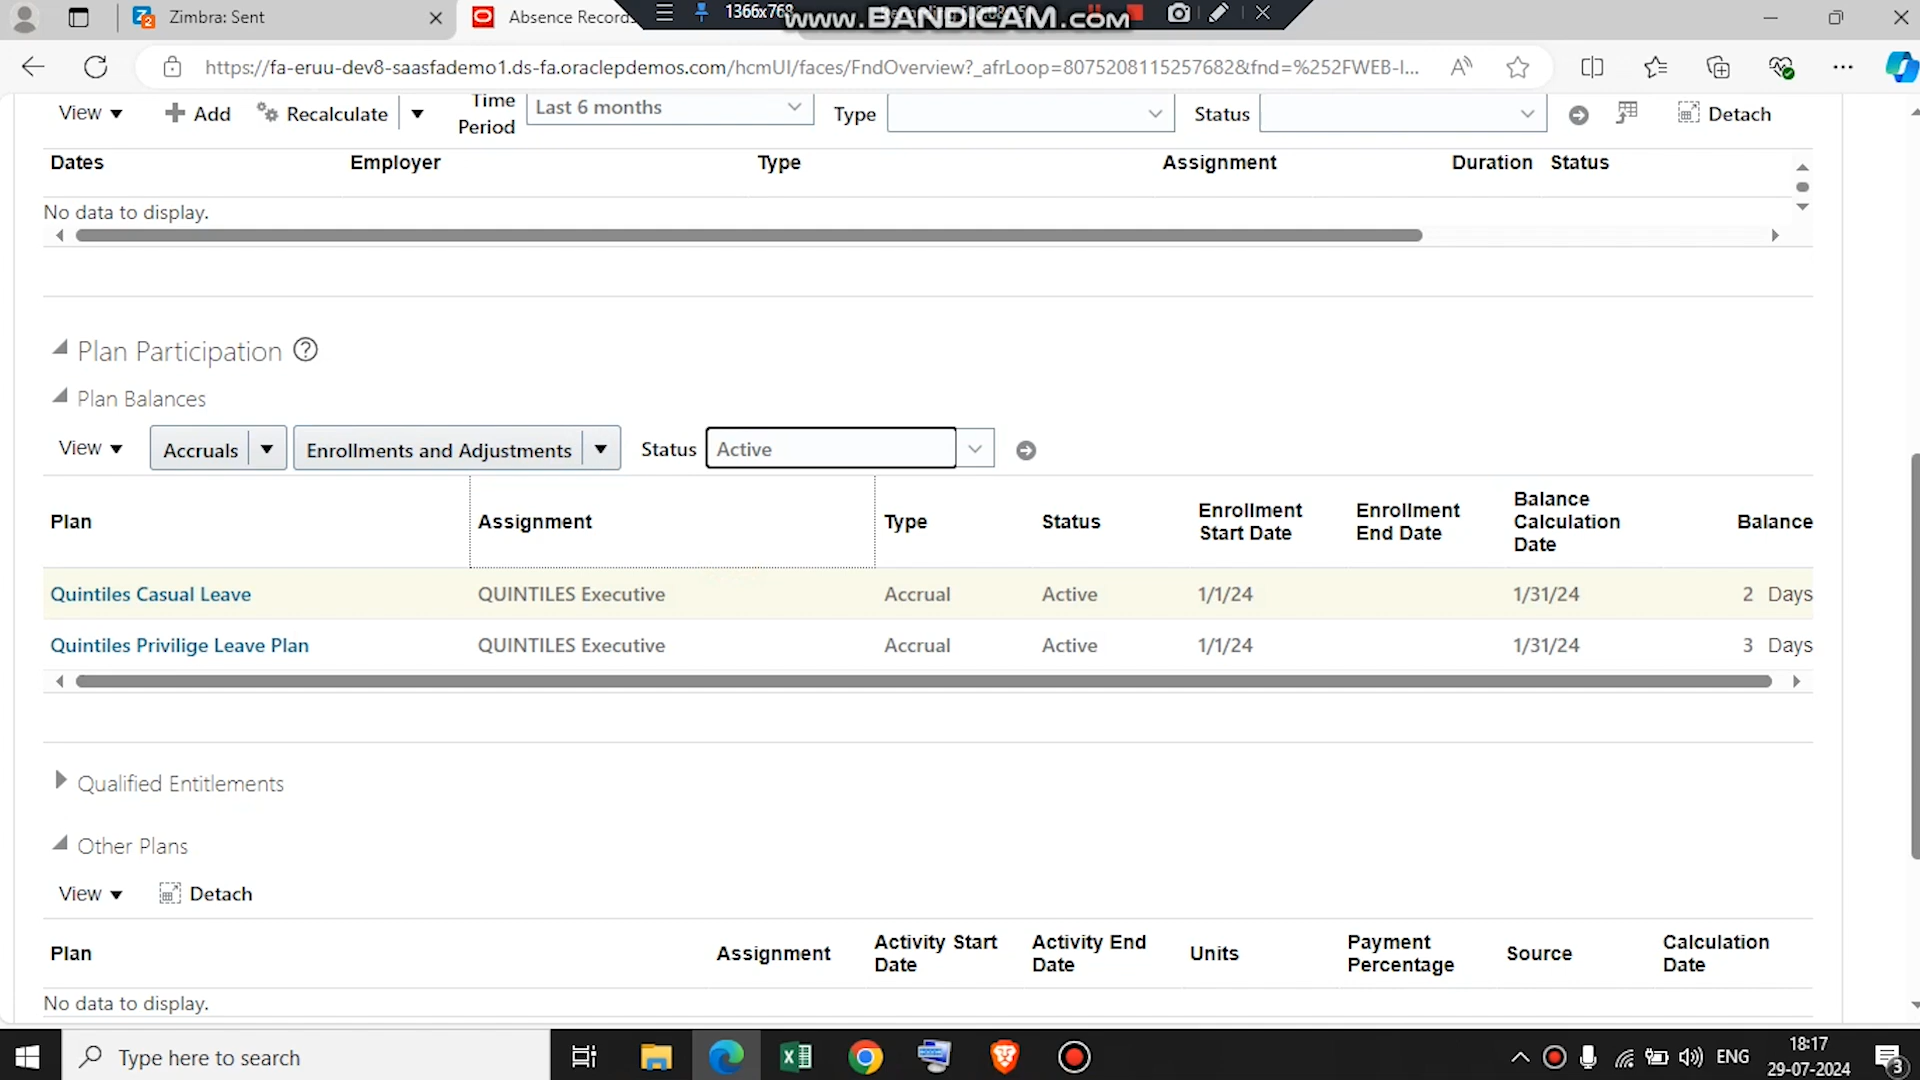 Zimbra: Sent
Absence Records
1366x768
www.BANDICAM.com
https://fa-eruu-dev8-saasfademo1.ds-fa.oraclepdemos.com/hcmUI/faces/FndOverview?_afrLoop=8075208115257682&fnd=%252FWEB-I...
View Add Recalculate Time Period Last 6 months Type Status Detach
Dates Employer Type Assignment Duration Status
No data to display.
Plan Participation
Plan Balances
View Accruals Enrollments and Adjustments Status Active
Plan Assignment Type Status Enrollment Start Date Enrollment End Date Balance Calculation Date Balance
Quintiles Casual Leave QUINTILES Executive Accrual Active 1/1/24 1/31/24 2 Days
Quintiles Privilige Leave Plan QUINTILES Executive Accrual Active 1/1/24 1/31/24 3 Days
Qualified Entitlements
Other Plans
View Detach
Plan Assignment Activity Start Date Activity End Date Units Payment Percentage Source Calculation Date
No data to display.
Type here to search
ENG
18:17
29-07-2024
3